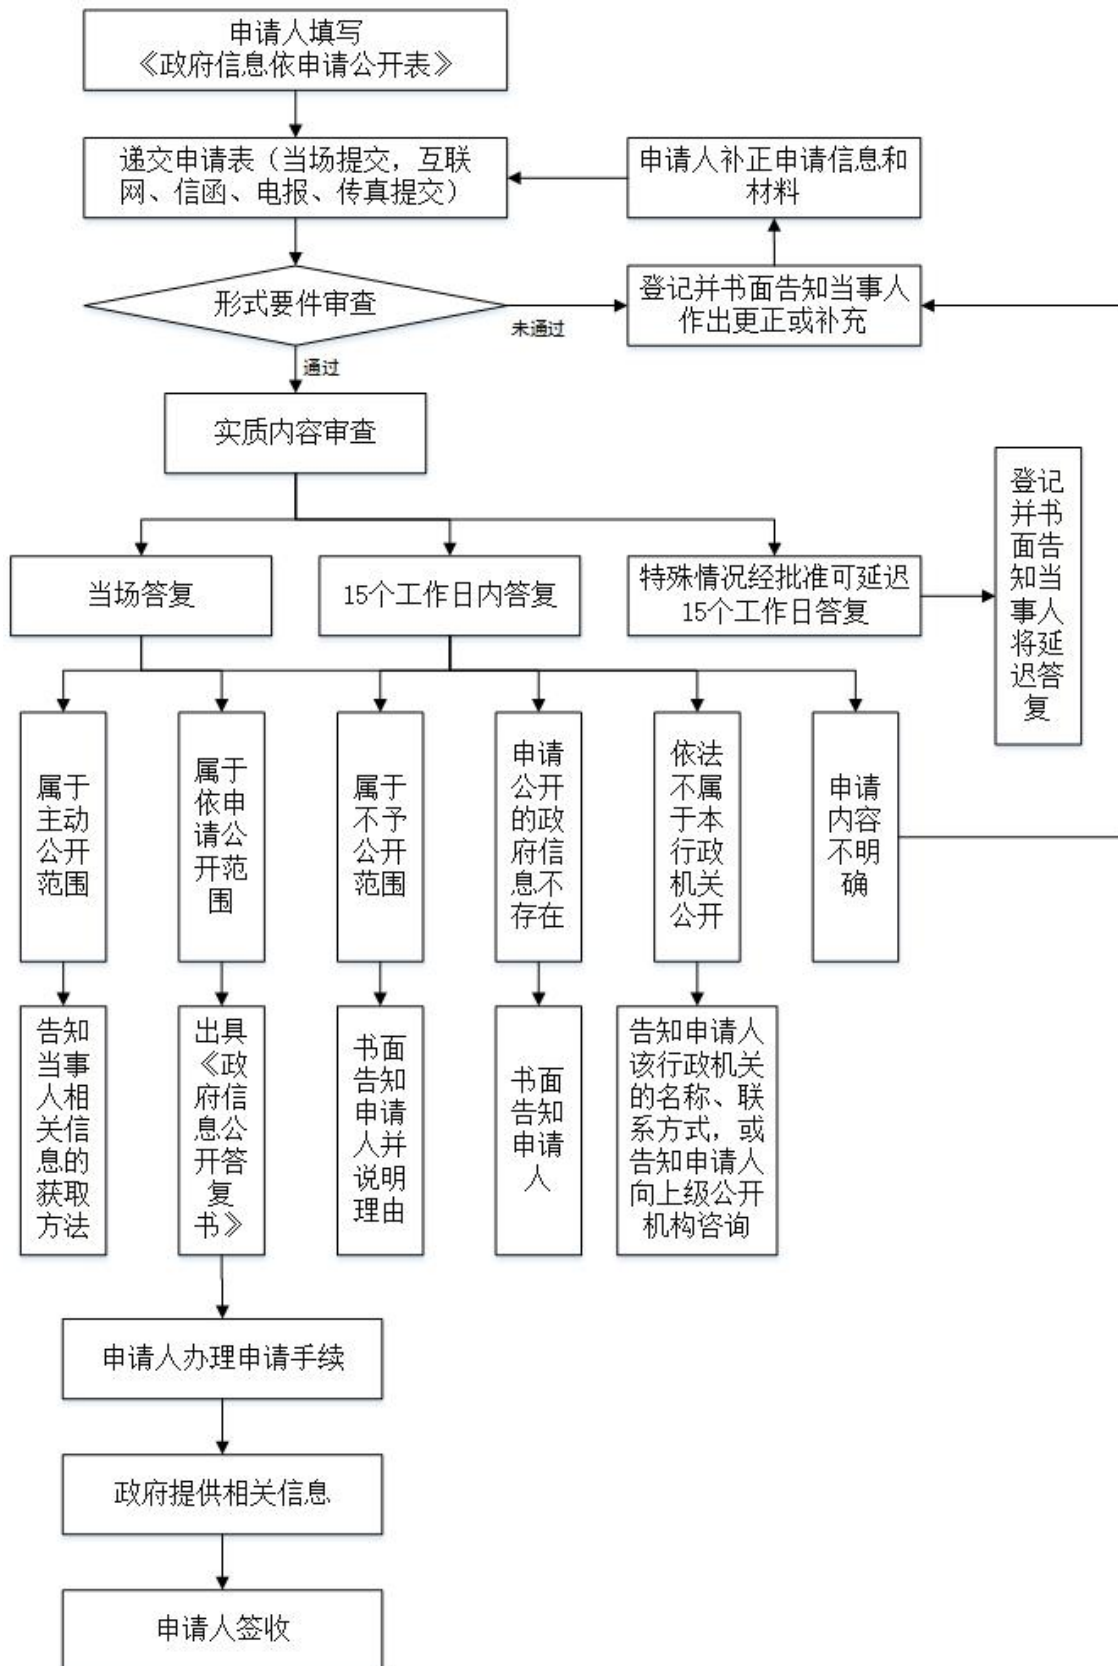 申请人填写
《政府信息依申请公开表》
递交申请表（当场提交，互联
网、信函、电报、传真提交）
申请人补正申请信息和
材料
形式要件审查
未通过
登记并书面告知当事人
作出更正或补充
通过
实质内容审查
登记
并书
面告
知当
事人
将延
迟答
复
当场答复
15个工作日内答复
特殊情况经批准可延迟
15个工作日答复
属于
主动
公开
范围
属于
依申
请公
开范
围
属于
不予
公开
范围
申请
公开
的政
府信
息不
存在
依法
不属
于本
行政
机关
公开
申请
内容
不明
确
告知
当事
人相
关信
息的
获取
方法
出具
《政
府信
息公
开答
复
书》
书面
告知
申请
人并
说明
理由
书面
告知
申请
人
告知申请人
该行政机关
的名称、联
系方式，或
告知申请人
向上级公开
机构咨询
申请人办理申请手续
政府提供相关信息
申请人签收